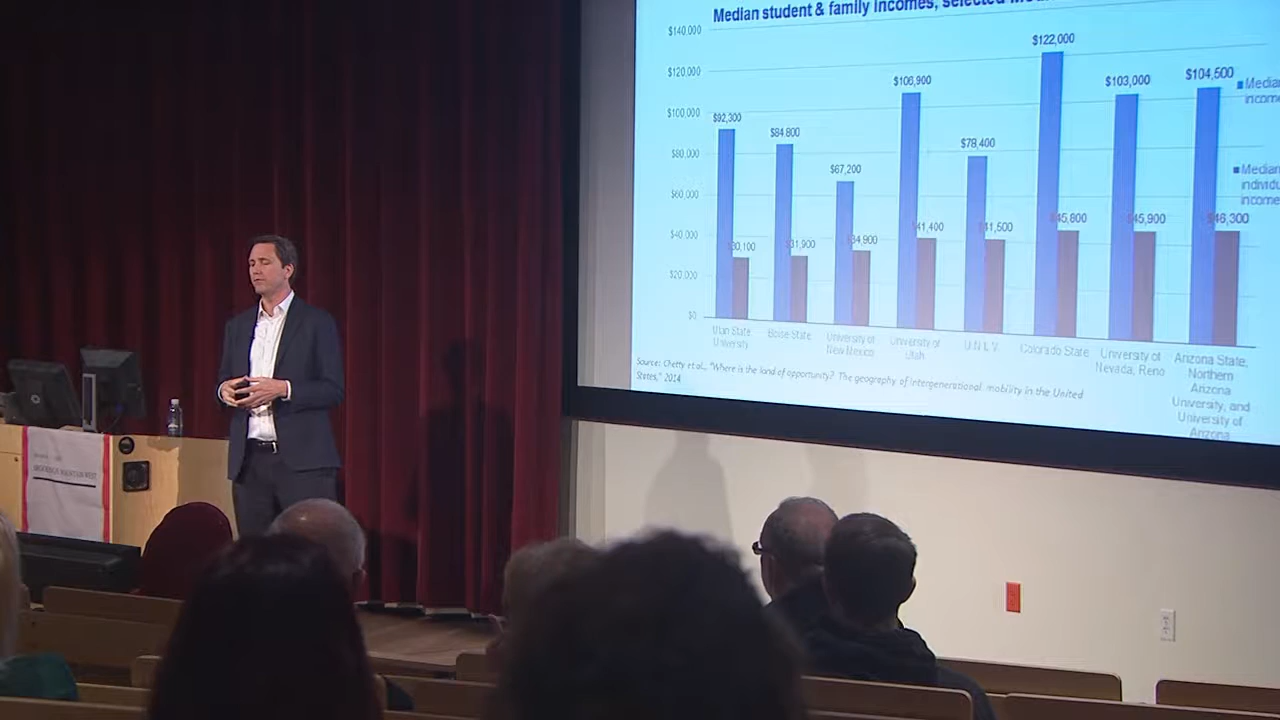 Median student & family incomes, selected
$140,000
$120,000
$100,000
$80,000
$60,000
$40,000
$20,000
$0
$92,300
$84,800
$67,200
$106,900
$78,400
$122,000
$103,000
$104,500
30,100
31,900
34,900
41,400
41,500
45,800
45,900
46,300
Median
income
Median
individu
income
Utah State
University
Boise State
University of
New Mexico
University of
Utah
U.N.L.V.
Colorado State
University of
Nevada, Reno
Arizona State,
Northern
Arizona
University, and
University of
Arizona
Source: Chetty et al., "Where is the land of opportunity? The geography of intergenerational mobility in the United
States," 2014
MOUNTAIN WEST